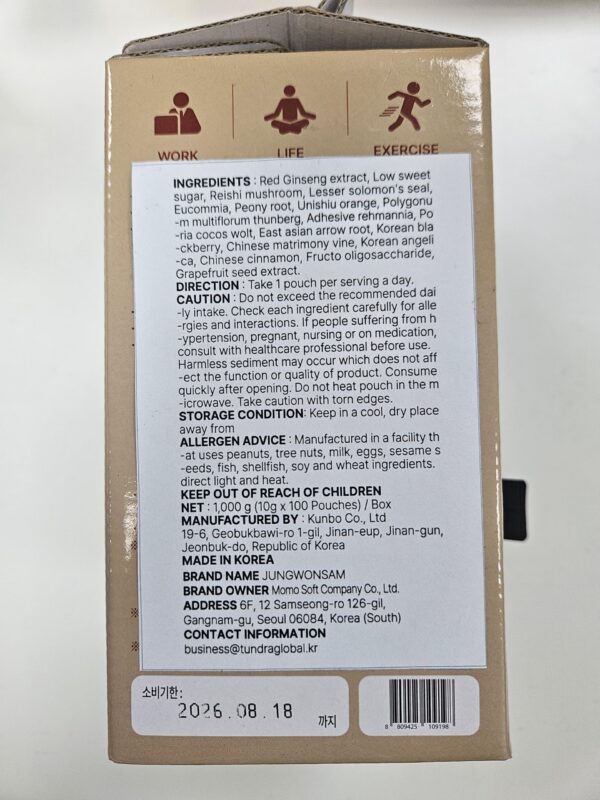 WORK
LIFE
EXERCISE
INGREDIENTS : Red Ginseng extract, Low sweet
sugar, Reishi mushroom, Lesser solomon's seal,
Eucommia, Peony root, Unishiu orange, Polygonu
-m multiflorum thunberg, Adhesive rehmannia, Po
-ria cocos wolt, East asian arrow root, Korean bla
-ckberry, Chinese matrimony vine, Korean angeli
-ca, Chinese cinnamon, Fructo oligosaccharide,
Grapefruit seed extract.
DIRECTION : Take 1 pouch per serving a day.
CAUTION : Do not exceed the recommended dai
-ly intake. Check each ingredient carefully for alle
-rgies and interactions. If people suffering from h
-ypertension, pregnant, nursing or on medication,
consult with healthcare professional before use.
Harmless sediment may occur which does not aff
-ect the function or quality of product. Consume
quickly after opening. Do not heat pouch in the m
-icrowave. Take caution with torn edges.
STORAGE CONDITION: Keep in a cool, dry place
away from
ALLERGEN ADVICE : Manufactured in a facility th
-at uses peanuts, tree nuts, milk, eggs, sesame s
-eeds, fish, shellfish, soy and wheat ingredients.
direct light and heat.
KEEP OUT OF REACH OF CHILDREN
NET : 1,000 g (10g x 100 Pouches) / Box
MANUFACTURED BY : Kunbo Co., Ltd
19-6, Geobukbawi-ro 1-gil, Jinan-eup, Jinan-gun,
Jeonbuk-do, Republic of Korea
MADE IN KOREA
BRAND NAME JUNGWONSAM
BRAND OWNER Momo Soft Company Co., Ltd.
ADDRESS 6F, 12 Samseong-ro 126-gil,
Gangnam-gu, Seoul 06084, Korea (South)
CONTACT INFORMATION
business@tundraglobal.kr
소비기한:
2026.08.18
까지
8 809425 109198